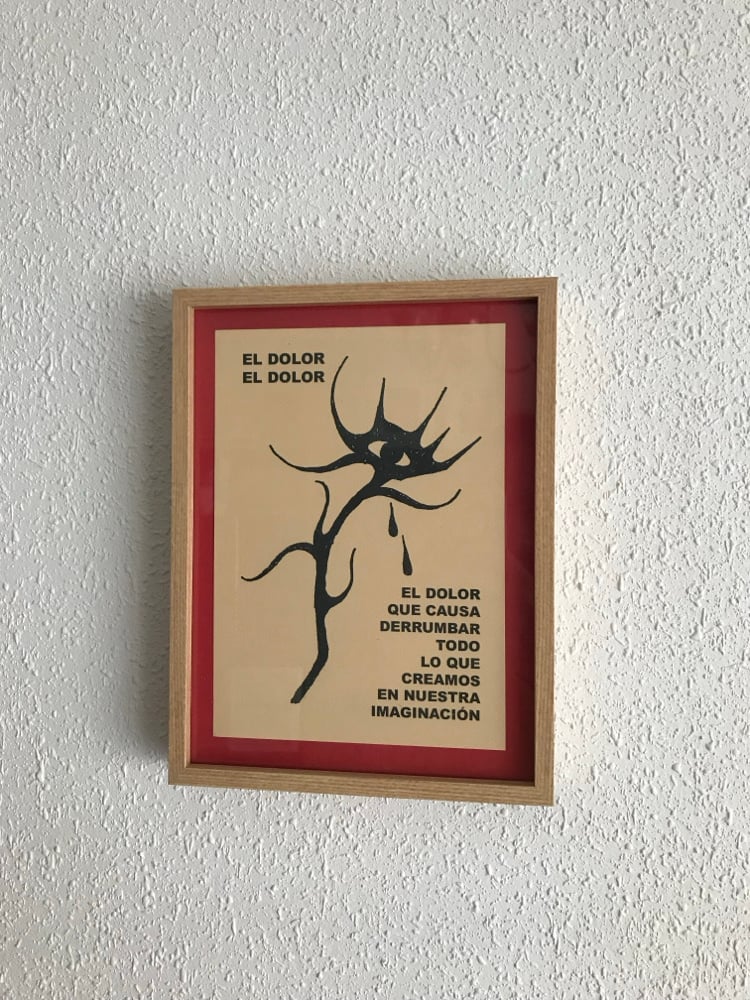 EL DOLOR
EL DOLOR
EL DOLOR
QUE CAUSA
DERRUMBAR
TODO
LO QUE
CREAMOS
EN NUESTRA
IMAGINACIÓN